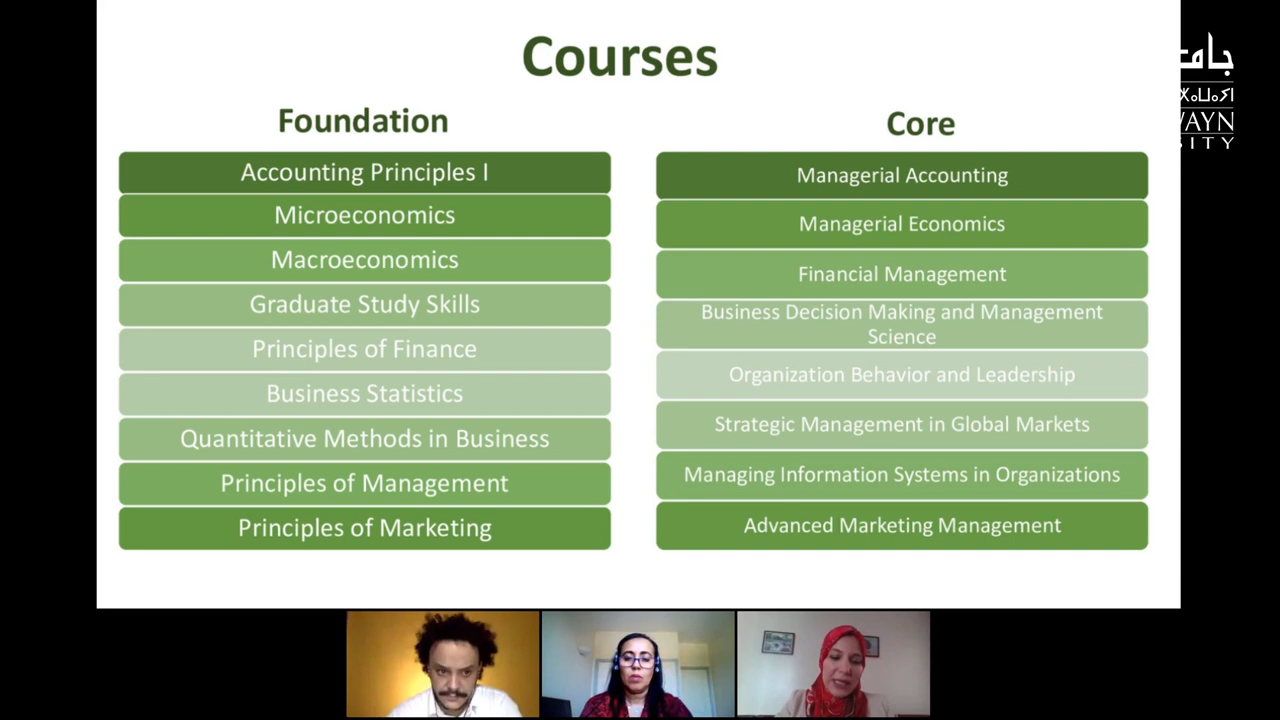 Courses
Foundation
Accounting Principles I
Microeconomics
Macroeconomics
Graduate Study Skills
Principles of Finance
Business Statistics
Quantitative Methods in Business
Principles of Management
Principles of Marketing
Core
Managerial Accounting
Managerial Economics
Financial Management
Business Decision Making and Management
Science
Organization Behavior and Leadership
Strategic Management in Global Markets
Managing Information Systems in Organizations
Advanced Marketing Management